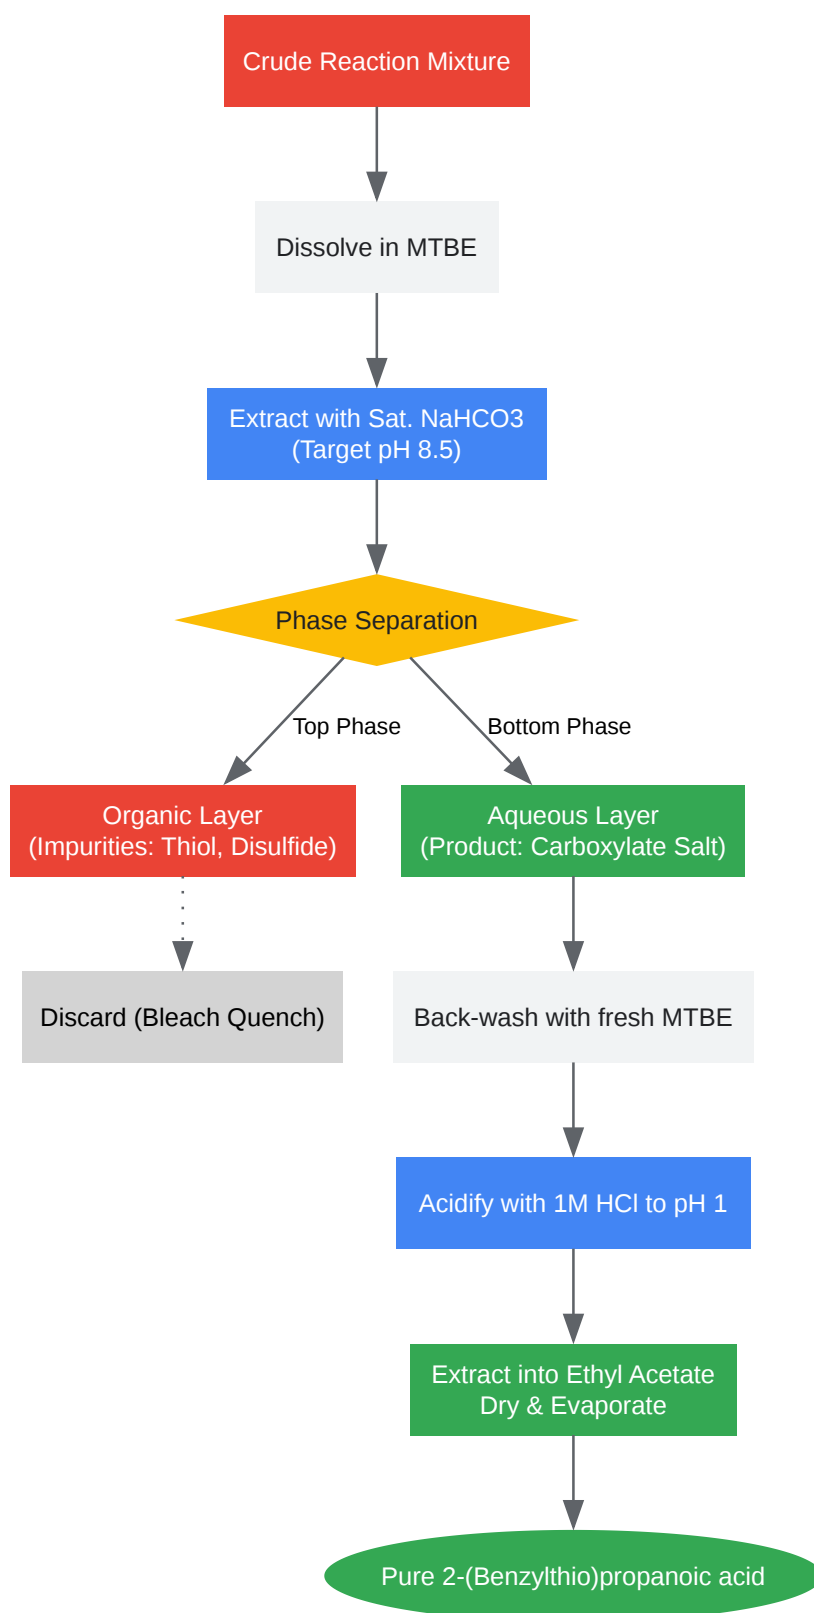 Crude Reaction Mixture
Dissolve in MTBE
Extract with Sat. NaHCO3
(Target pH 8.5)
Phase Separation
Top Phase
Bottom Phase
Organic Layer
(Impurities: Thiol, Disulfide)
Aqueous Layer
(Product: Carboxylate Salt)
Discard (Bleach Quench)
Back-wash with fresh MTBE
Acidify with 1M HCl to pH 1
Extract into Ethyl Acetate
Dry & Evaporate
Pure 2-(Benzylthio)propanoic acid